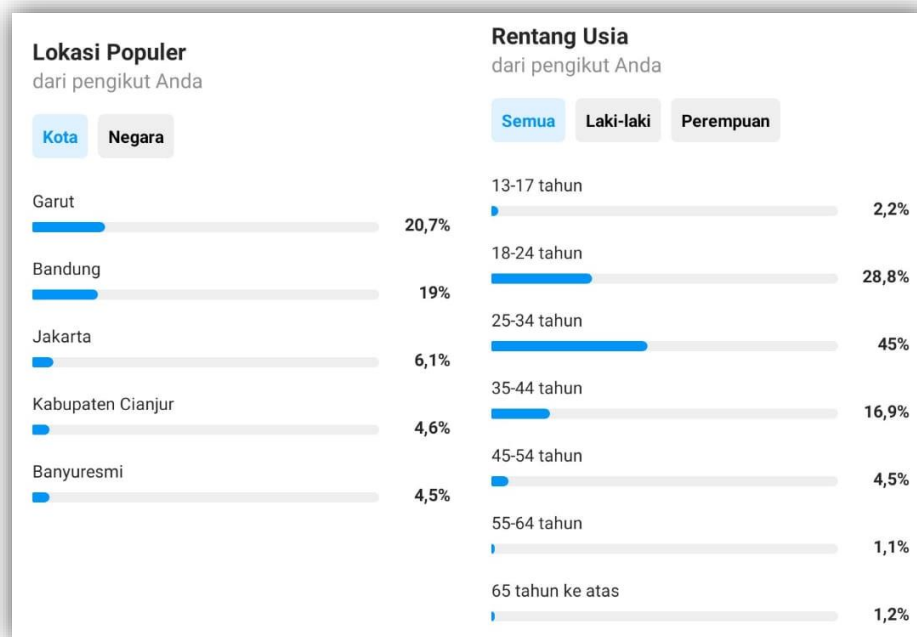 Lokasi Populer
dari pengikut Anda
Kota Negara
Garut
20,7%
Bandung
19%
Jakarta
6,1%
Kabupaten Cianjur
4,6%
Banyuresmi
4,5%
Rentang Usia
dari pengikut Anda
Semua Laki-laki Perempuan
13-17 tahun
2,2%
18-24 tahun
28,8%
25-34 tahun
45%
35-44 tahun
16,9%
45-54 tahun
4,5%
55-64 tahun
1,1%
65 tahun ke atas
1,2%